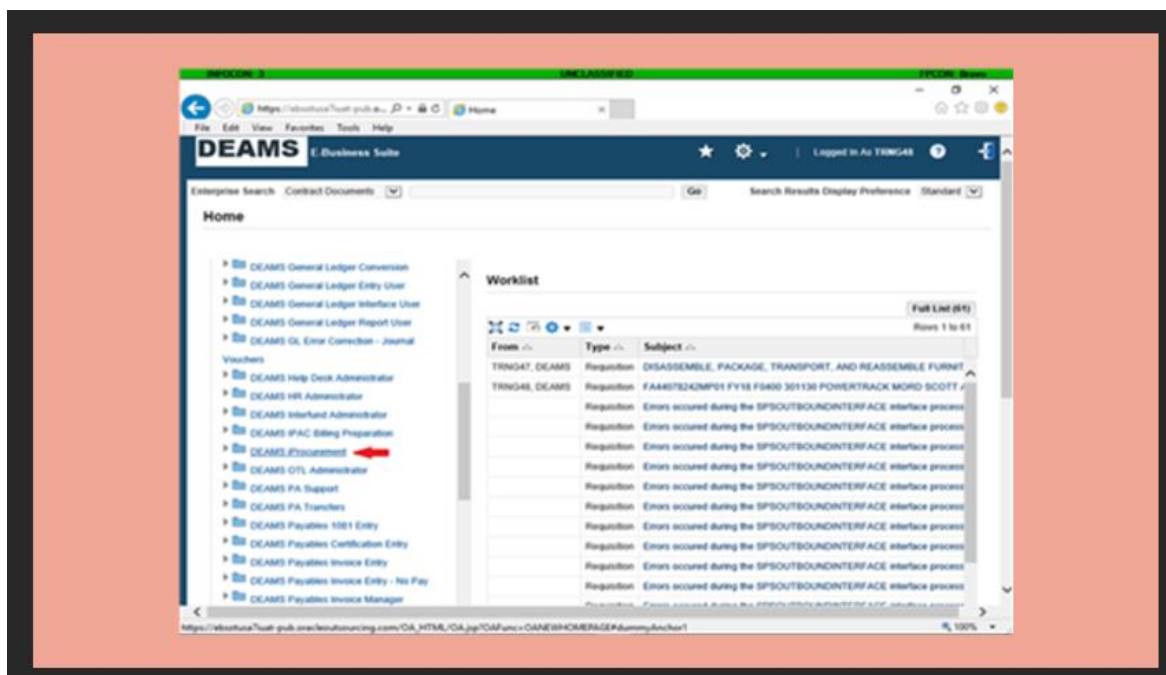 INFOCON: 3 UNCLASSIFIED FPCON: Bravo
Home
File Edit View Favorites Tools Help
DEAMS E-Business Suite Logged In As TRNG48
Enterprise Search Contract Documents Go Search Results Display Preference Standard
Home
DEAMS General Ledger Conversion
DEAMS General Ledger Entry User
DEAMS General Ledger Interface User
DEAMS General Ledger Report User
DEAMS GL Error Correction - Journal
Vouchers
DEAMS Help Desk Administrator
DEAMS HR Administrator
DEAMS Interfund Administrator
DEAMS IPAC Billing Preparation
DEAMS iProcurement
DEAMS OTL Administrator
DEAMS PA Support
DEAMS PA Transfers
DEAMS Payables 1081 Entry
DEAMS Payables Certification Entry
DEAMS Payables Invoice Entry
DEAMS Payables Invoice Entry - No Pay
DEAMS Payables Invoice Manager
Worklist
Full List (61)
Rows 1 to 61
From Type Subject
TRNG47, DEAMS Requisition DISASSEMBLE, PACKAGE, TRANSPORT, AND REASSEMBLE FURNIT
TRNG48, DEAMS Requisition FA44078242MP01 FY18 F0400 301130 POWERTRACK MORD SCOTT
Requisition Errors occured during the SPSOUTBOUNDINTERFACE interface process
Requisition Errors occured during the SPSOUTBOUNDINTERFACE interface process
Requisition Errors occured during the SPSOUTBOUNDINTERFACE interface process
Requisition Errors occured during the SPSOUTBOUNDINTERFACE interface process
Requisition Errors occured during the SPSOUTBOUNDINTERFACE interface process
Requisition Errors occured during the SPSOUTBOUNDINTERFACE interface process
Requisition Errors occured during the SPSOUTBOUNDINTERFACE interface process
Requisition Errors occured during the SPSOUTBOUNDINTERFACE interface process
Requisition Errors occured during the SPSOUTBOUNDINTERFACE interface process
Requisition Errors occured during the SPSOUTBOUNDINTERFACE interface process
100%